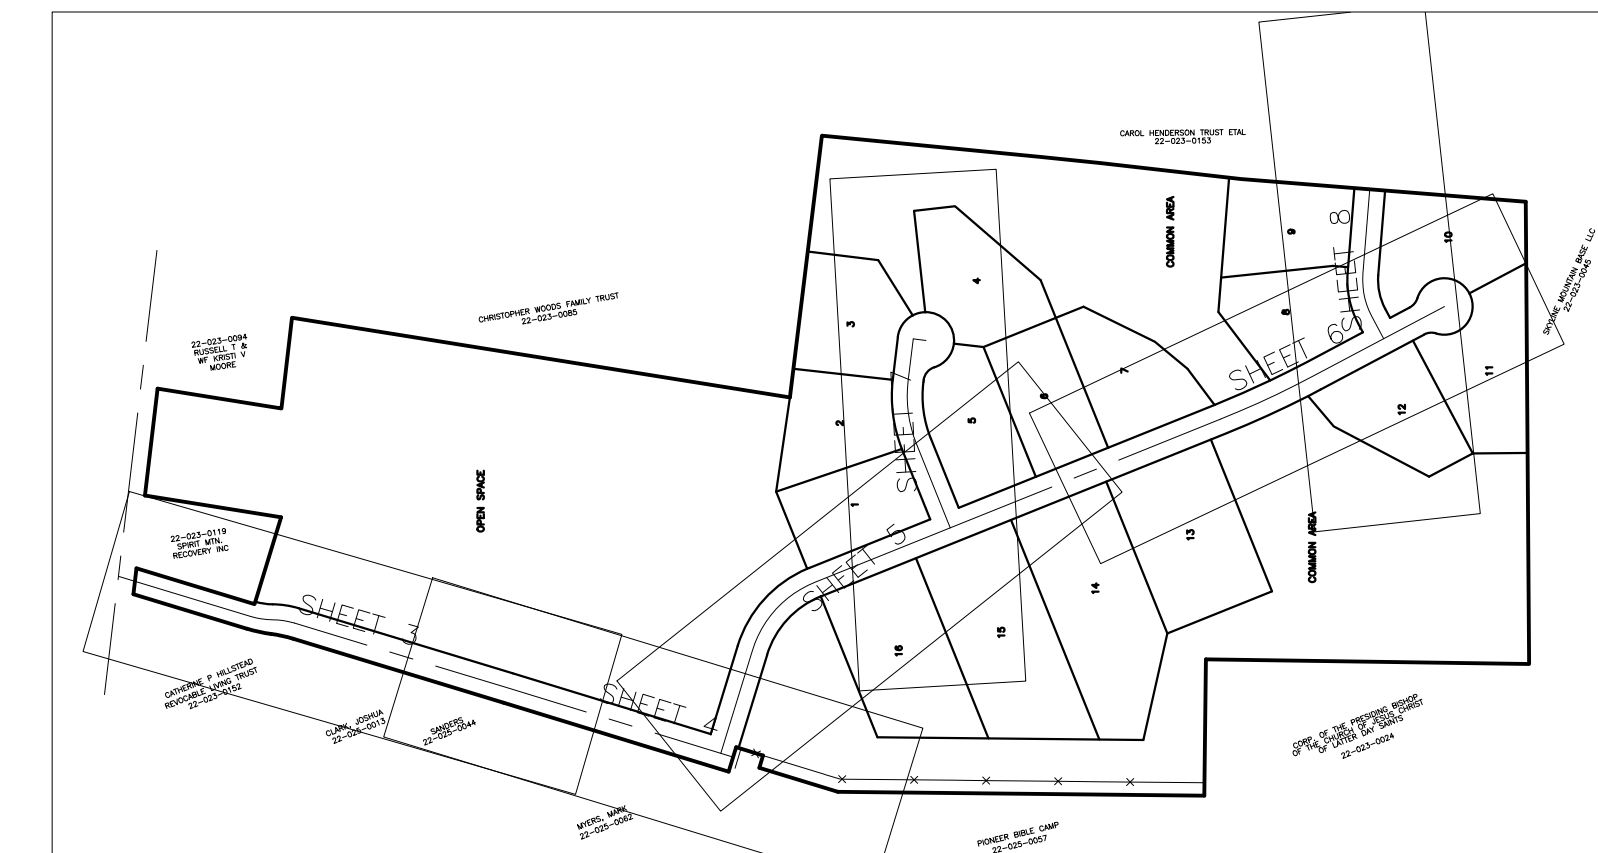 CAROL HENDERSON TRUST ETAL
22-023-0153
COMMON AREA
9
SHEET 8
10
SKYLINE MOUNTAIN BASE LLC
22-023-0045
CHRISTOPHER WOODS FAMILY TRUST
22-023-0085
3
4
8
SHEET 6
22-023-0094
RUSSELL T &
WF KRISTI V
MOORE
7
6
11
12
2
5
SHEET 7
OPEN SPACE
1
SHEET 5
13
COMMON AREA
22-023-0119
SPIRIT MTN.
RECOVERY INC
14
15
16
SHEET 3
SHEET 4
CATHERINE P HILLSTEAD
REVOCABLE LIVING TRUST
22-023-0152
CLARK, JOSHUA
22-025-0013
SANDERS
22-025-0044
CORP. OF THE PRESIDING BISHOP
OF THE CHURCH OF JESUS CHRIST
OF LATTER DAY SAINTS
22-023-0024
MYERS, MARK
22-025-0062
PIONEER BIBLE CAMP
22-025-0057